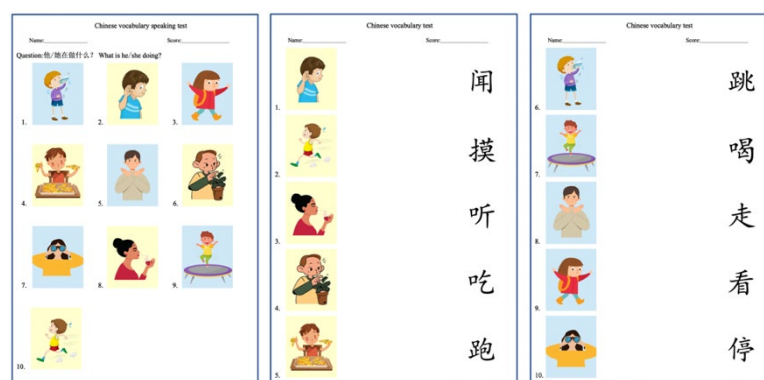 Chinese vocabulary speaking test
Name: Score:
Question:他/她在做什么？ What is he/she doing?
1. 2. 3.
4. 5. 6.
7. 8. 9.
10.
Chinese vocabulary test
Name: Score:
1. 闻
2. 摸
3. 听
4. 吃
5. 跑
Chinese vocabulary test
Name: Score:
6. 跳
7. 喝
8. 走
9. 看
10. 停